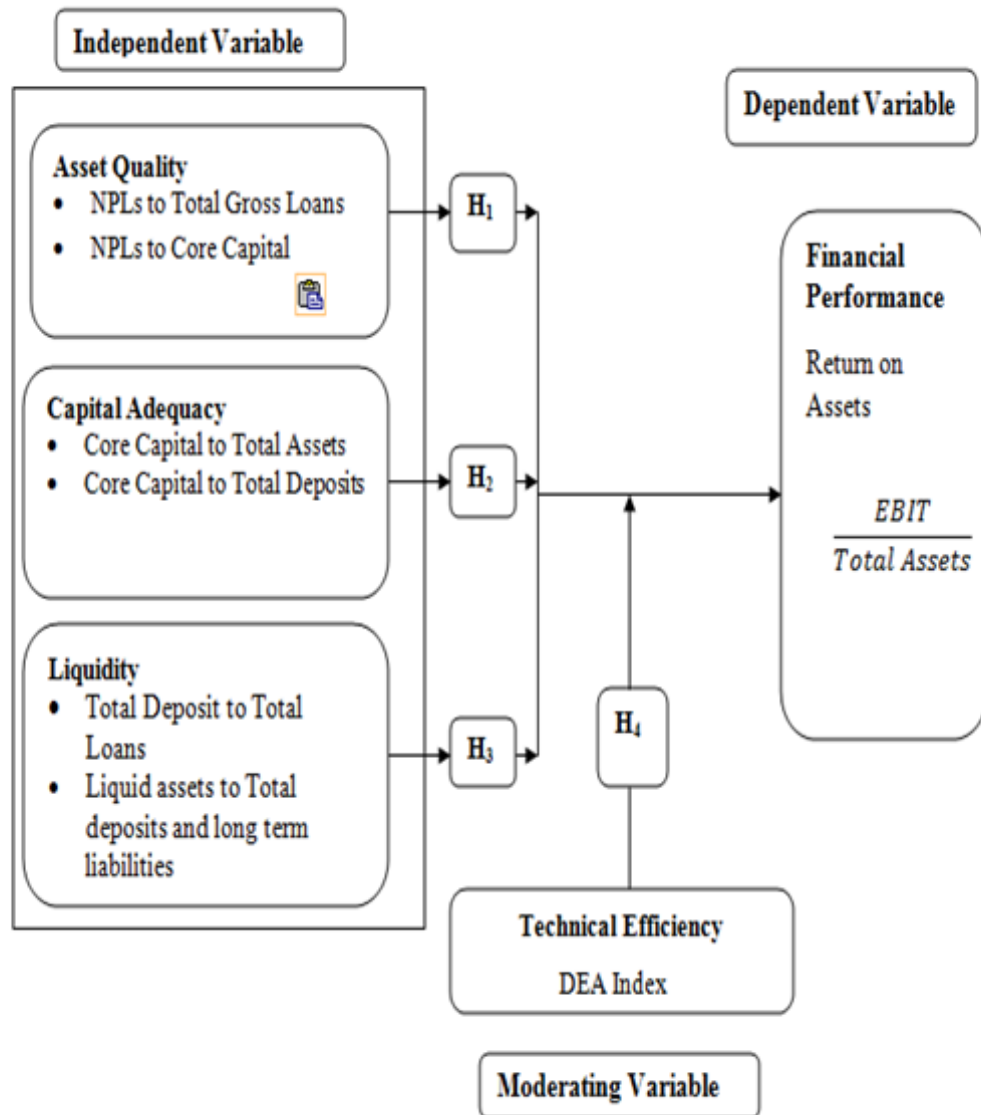 Independent Variable
Asset Quality
• NPLs to Total Gross Loans
• NPLs to Core Capital
Capital Adequacy
• Core Capital to Total Assets
• Core Capital to Total Deposits
Liquidity
• Total Deposit to Total
Loans
• Liquid assets to Total
deposits and long term
liabilities
H₁
H₂
H₃
H₄
Technical Efficiency
DEA Index
Moderating Variable
Dependent Variable
Financial
Performance
Return on
Assets
EBIT
Total Assets